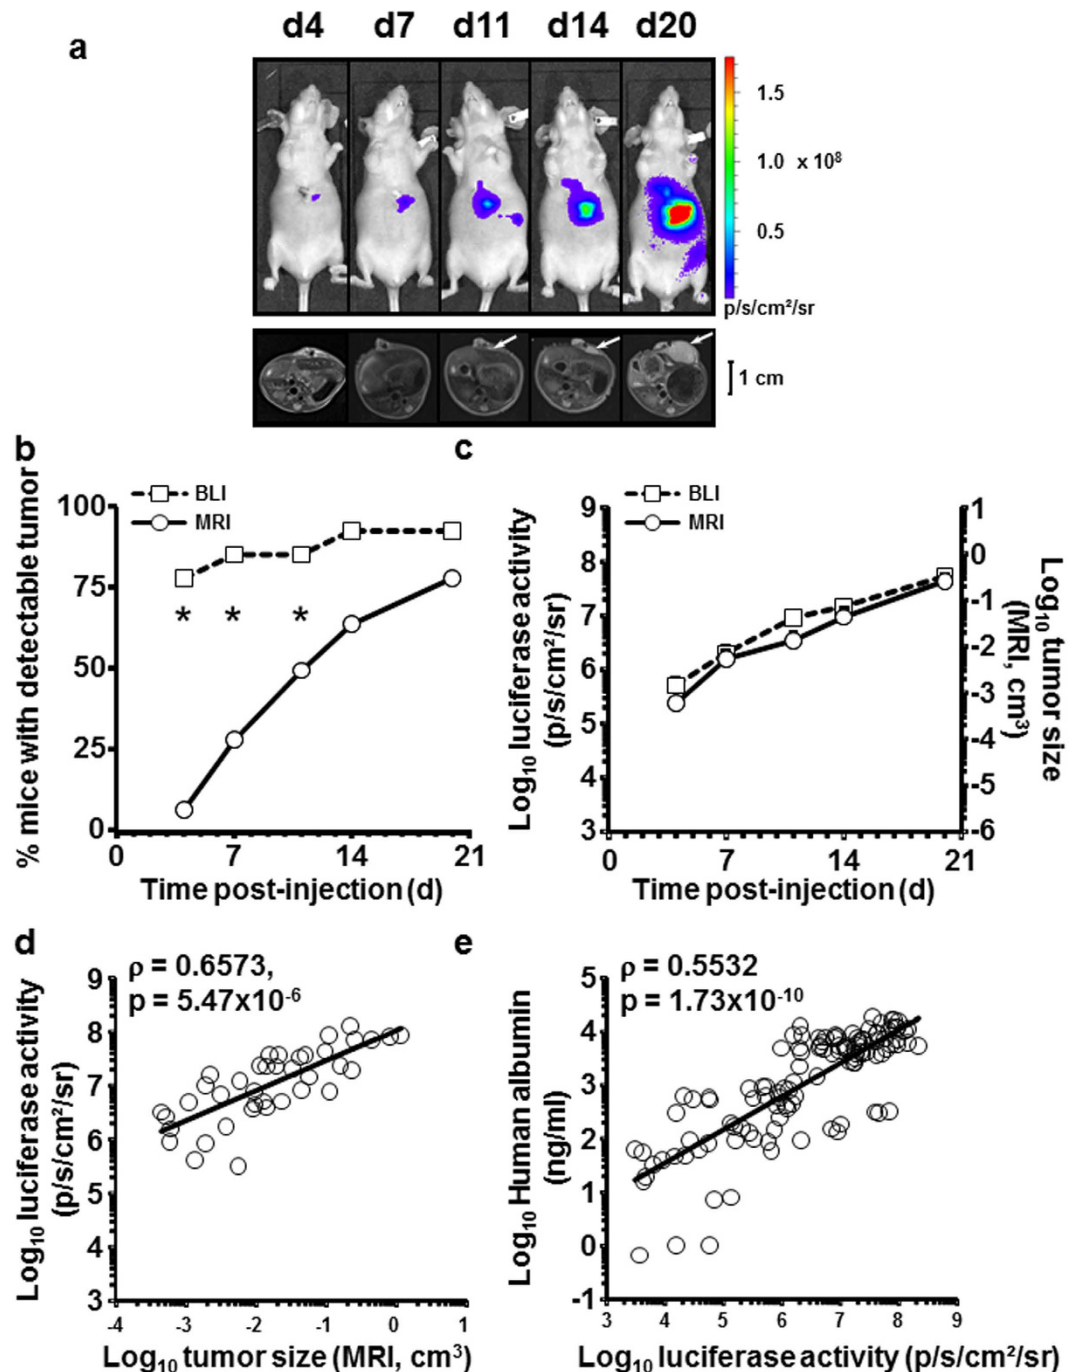 a
d4 d7 d11 d14 d20
1.5
1.0 x 10⁸
0.5
p/s/cm²/sr
1 cm
b
% mice with detectable tumor
BLI
MRI
100
75
50
25
0
* * *
0 7 14 21
Time post-injection (d)
c
Log₁₀ luciferase activity
(p/s/cm²/sr)
BLI
MRI
9
8
7
6
5
4
3
1
0
-1
-2
-3
-4
-5
-6
Log₁₀ tumor size
(MRI, cm³)
0 7 14 21
Time post-injection (d)
d
ρ = 0.6573,
p = 5.47x10⁻⁶
Log₁₀ luciferase activity
(p/s/cm²/sr)
9
8
7
6
5
4
3
-4 -3 -2 -1 0 1
Log₁₀ tumor size (MRI, cm³)
e
ρ = 0.5532
p = 1.73x10⁻¹⁰
Log₁₀ Human albumin
(ng/ml)
5
4
3
2
1
0
-1
3 4 5 6 7 8 9
Log₁₀ luciferase activity (p/s/cm²/sr)